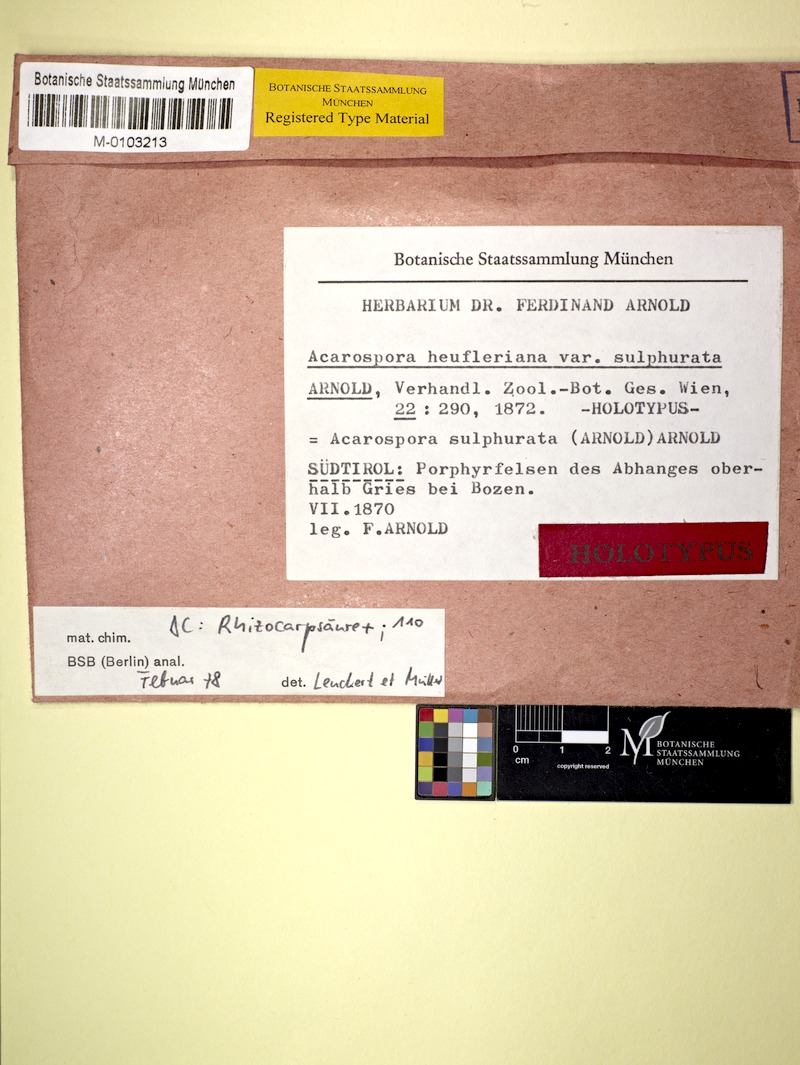 Botanische Staatssammlung München
M-0103213
BOTANISCHE STAATSSAMMLUNG
MÜNCHEN
Registered Type Material
Botanische Staatssammlung München
HERBARIUM DR. FERDINAND ARNOLD
Acarospora heufleriana var. sulphurata
ARNOLD, Verhandl. Zool.-Bot. Ges. Wien,
22 : 290, 1872. -HOLOTYPUS-
= Acarospora sulphurata (ARNOLD)ARNOLD
SÜDTIROL: Porphyrfelsen des Abhanges ober-
halb Gries bei Bozen.
VII.1870
leg. F.ARNOLD
HOLOTYPUS
mat. chim. DC: Rhizocarpsäure+; 110
BSB (Berlin) anal.
Februar 78 det. Leuckert et Müller
0 1 2
cm
copyright reserved
M BOTANISCHE
STAATSSAMMLUNG
MÜNCHEN